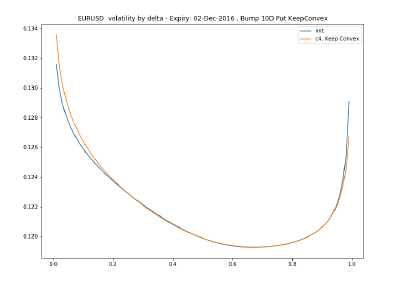 EURUSD volatility by delta - Expiry: 02-Dec-2016 , Bump 10D Put KeepConvex
init
c4, Keep Convex
0.134
0.132
0.130
0.128
0.126
0.124
0.122
0.120
0.0 0.2 0.4 0.6 0.8 1.0